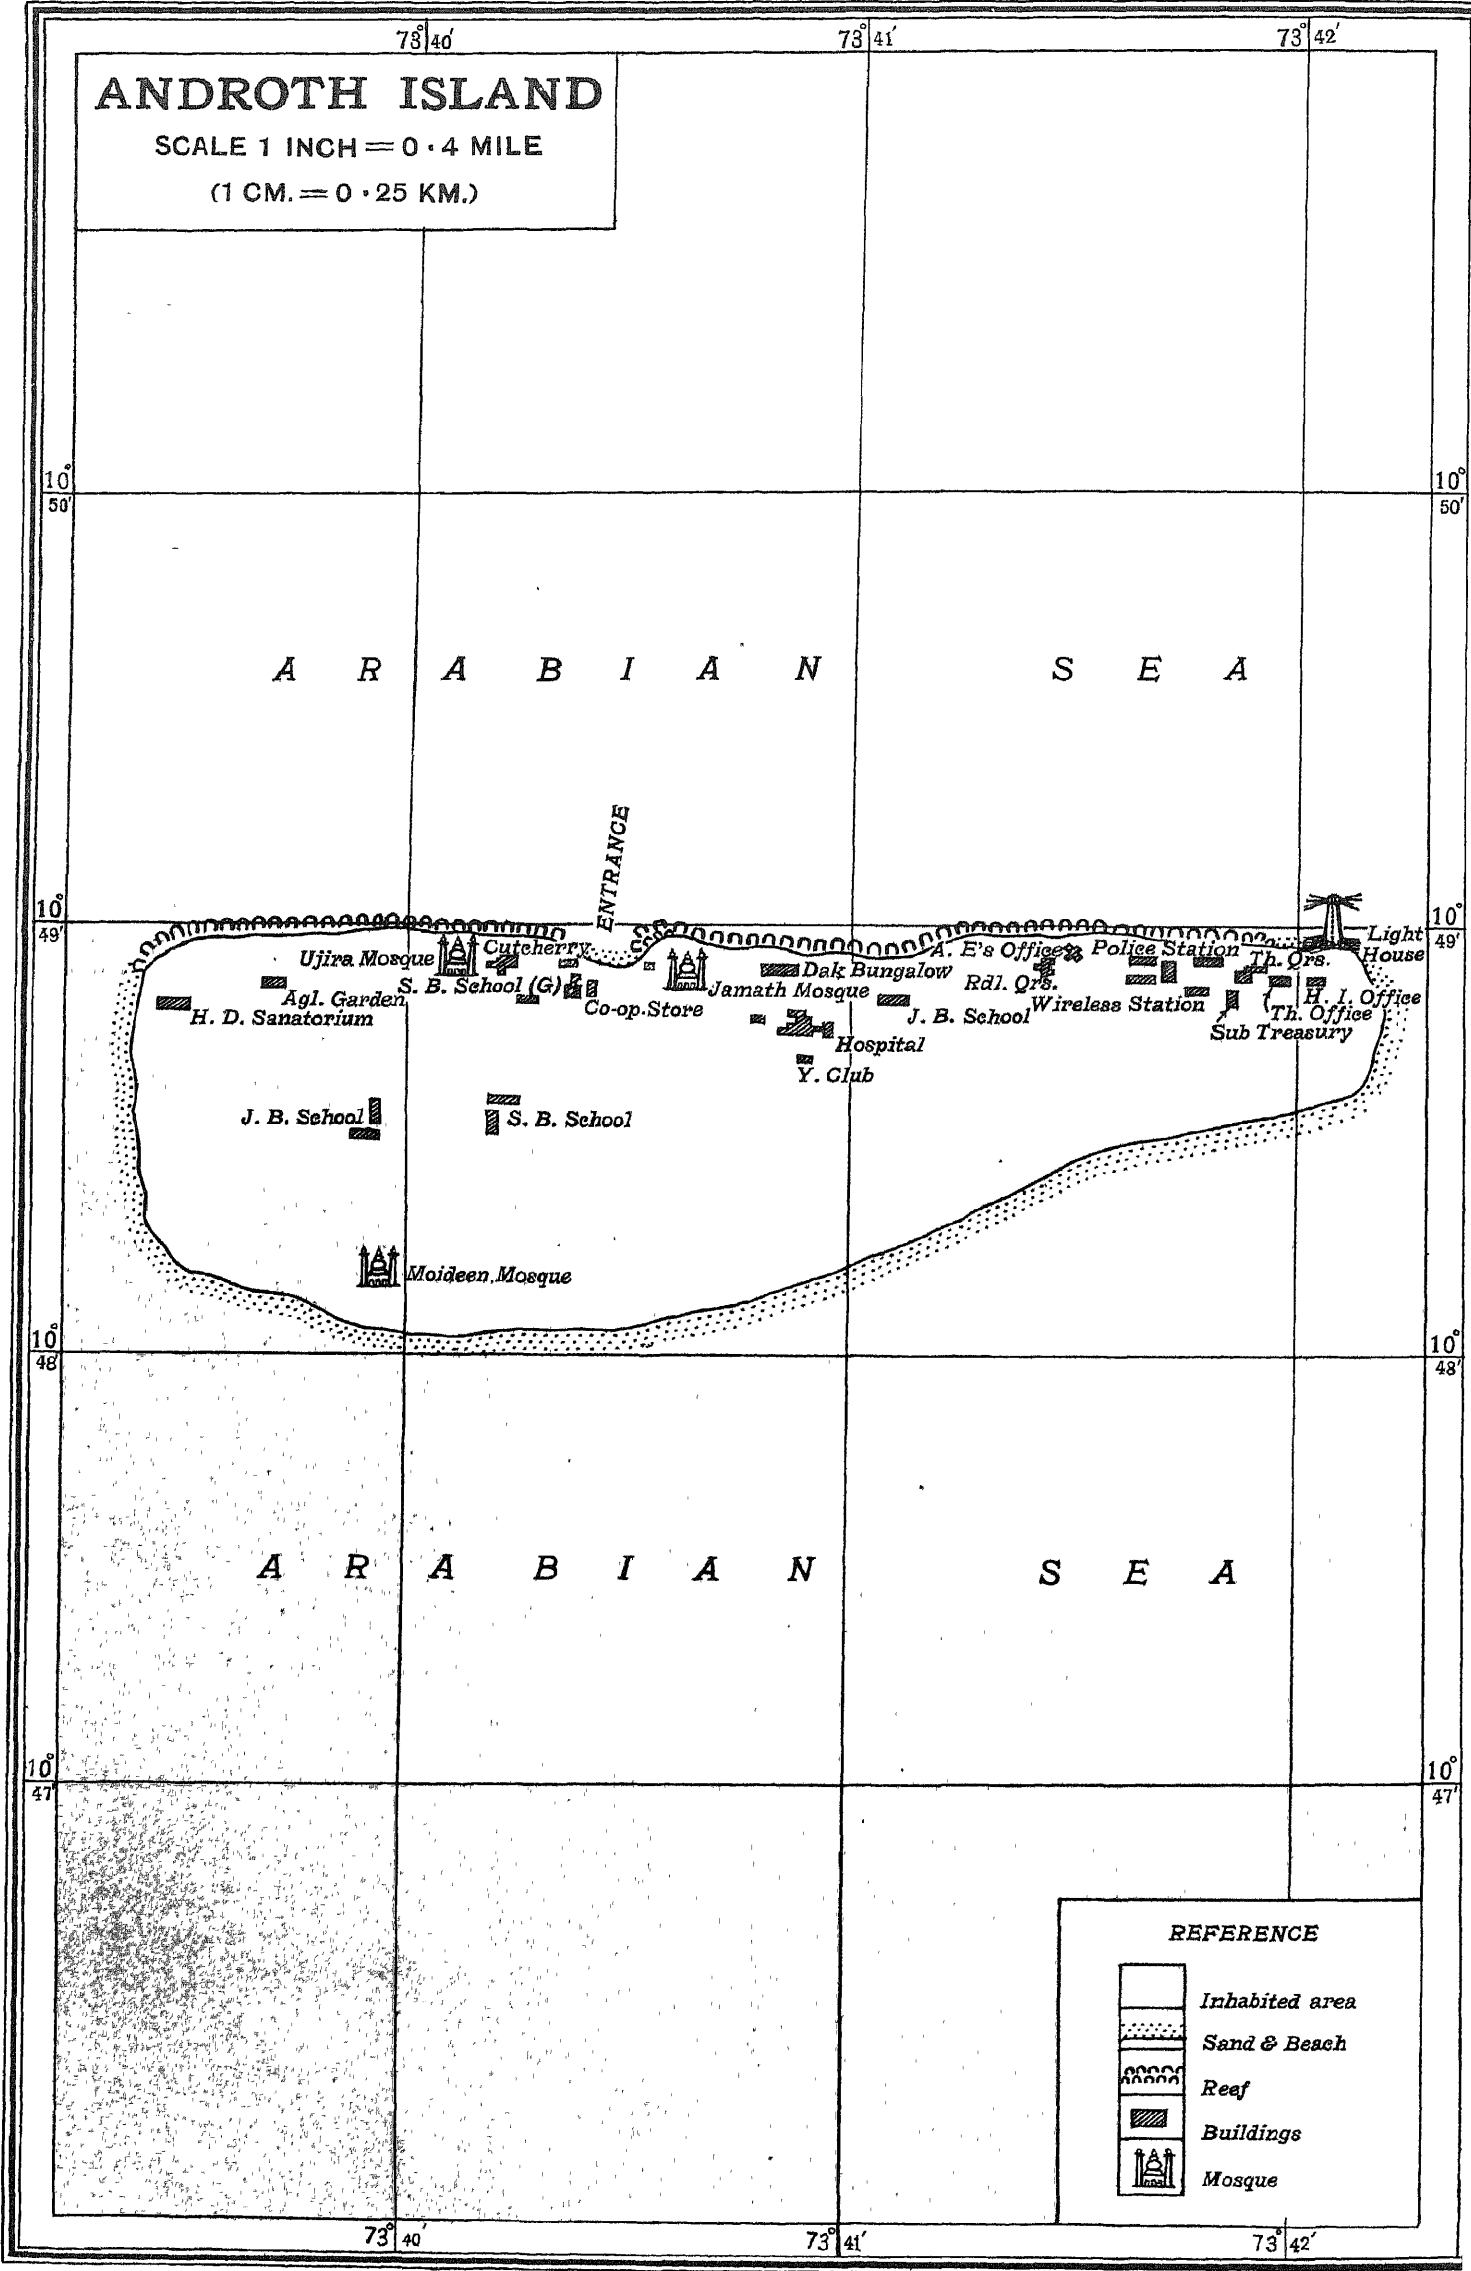 73° 40'
73° 41'
73° 42'
ANDROTH ISLAND
SCALE 1 INCH = 0·4 MILE
(1 CM. = 0·25 KM.)
10° 50'
10° 50'
ARABIAN SEA
ENTRANCE
10° 49'
10° 49'
Light House
Ujira Mosque
Cutcherry
A. E's Office
Police Station
Th. Qrs.
Dak Bungalow
S. B. School (G)
Rdl. Qrs.
Jamath Mosque
Agl. Garden
H. I. Office
Co-op. Store
Wireless Station
H. D. Sanatorium
J. B. School
Th. Office
Sub Treasury
Hospital
Y. Club
J. B. School
S. B. School
Moideen Mosque
10° 48'
10° 48'
ARABIAN SEA
10° 47'
10° 47'
REFERENCE
Inhabited area
Sand & Beach
Reef
Buildings
Mosque
73° 40'
73° 41'
73° 42'